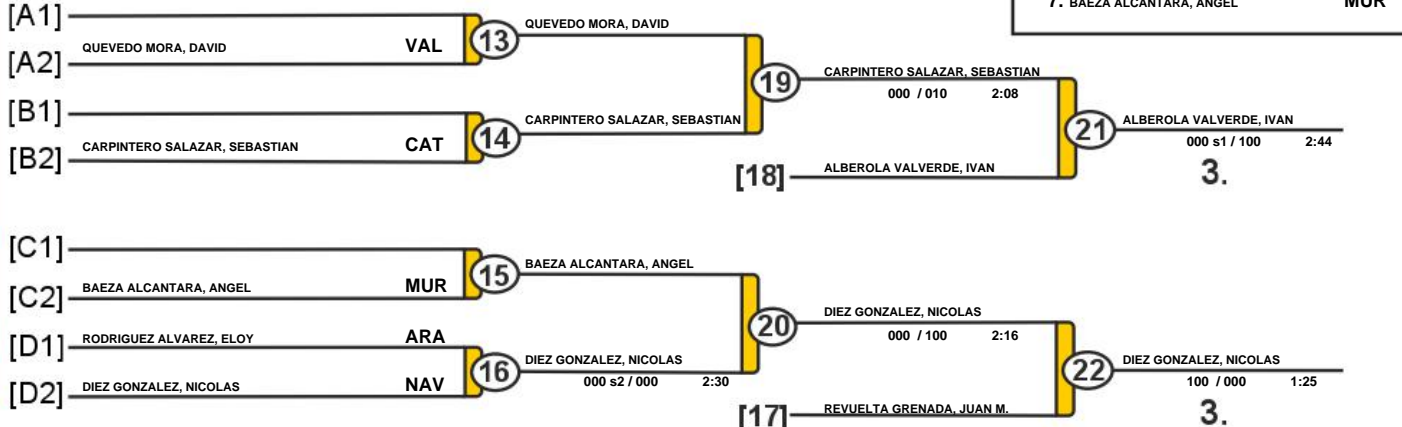 7. BAEZA ALCANTARA, ANGEL MUR
[A1]
QUEVEDO MORA, DAVID VAL
[A2]
13
QUEVEDO MORA, DAVID
[B1]
CARPINTERO SALAZAR, SEBASTIAN CAT
[B2]
14
CARPINTERO SALAZAR, SEBASTIAN
19
CARPINTERO SALAZAR, SEBASTIAN
000 / 010 2:08
[18] ALBEROLA VALVERDE, IVAN
21
ALBEROLA VALVERDE, IVAN
000 s1 / 100 2:44
3.
[C1]
BAEZA ALCANTARA, ANGEL MUR
[C2]
15
BAEZA ALCANTARA, ANGEL
[D1] RODRIGUEZ ALVAREZ, ELOY ARA
[D2] DIEZ GONZALEZ, NICOLAS NAV
16
DIEZ GONZALEZ, NICOLAS
000 s2 / 000 2:30
20
DIEZ GONZALEZ, NICOLAS
000 / 100 2:16
[17] REVUELTA GRENADA, JUAN M.
22
DIEZ GONZALEZ, NICOLAS
100 / 000 1:25
3.